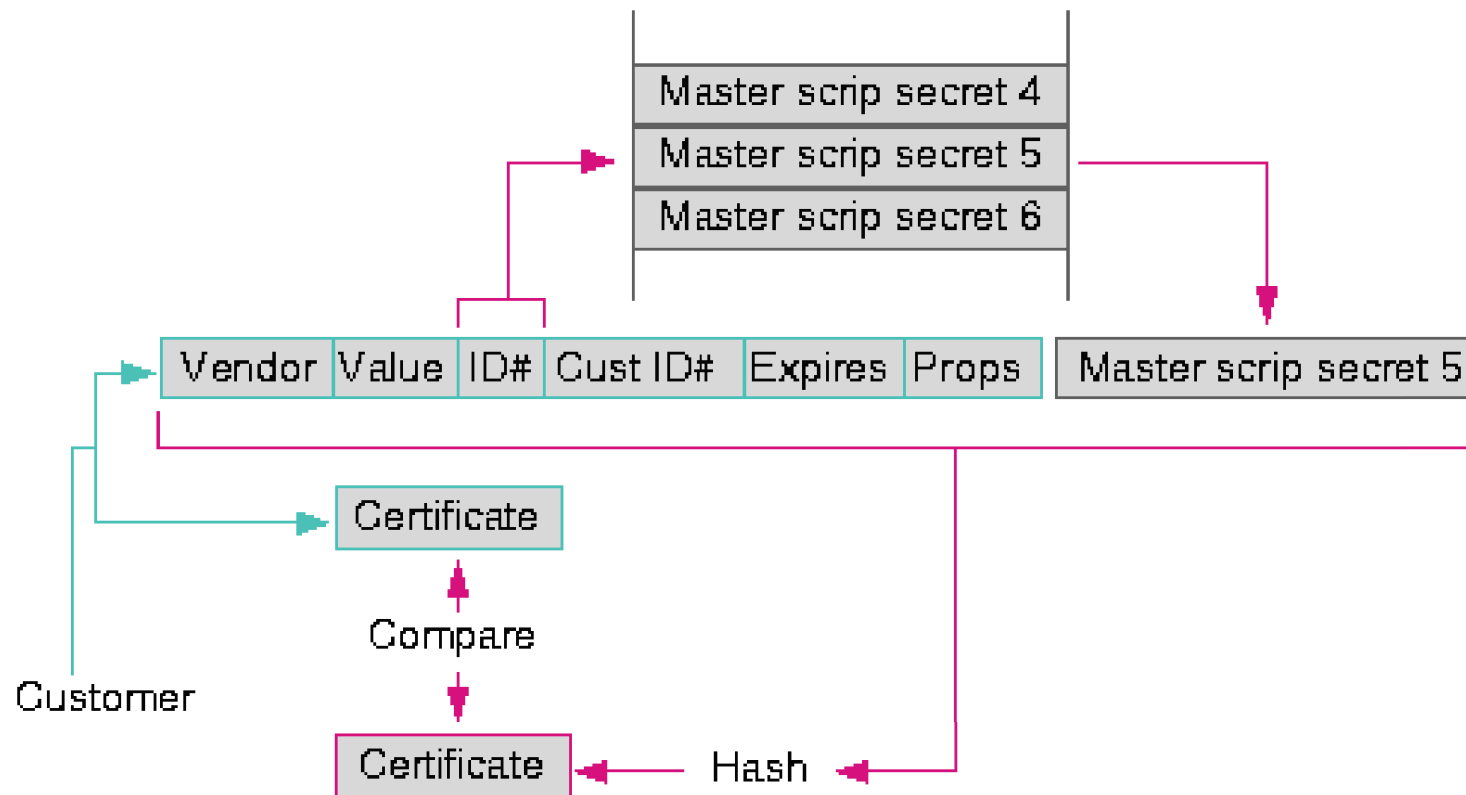 Master scrip secret 4
Master scrip secret 5
Master scrip secret 6
Vendor Value ID# Cust ID# Expires Props Master scrip secret 5
Certificate
Compare
Customer
Certificate Hash